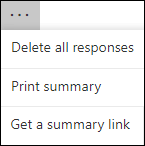 ...
Delete all responses
Print summary
Get a summary link